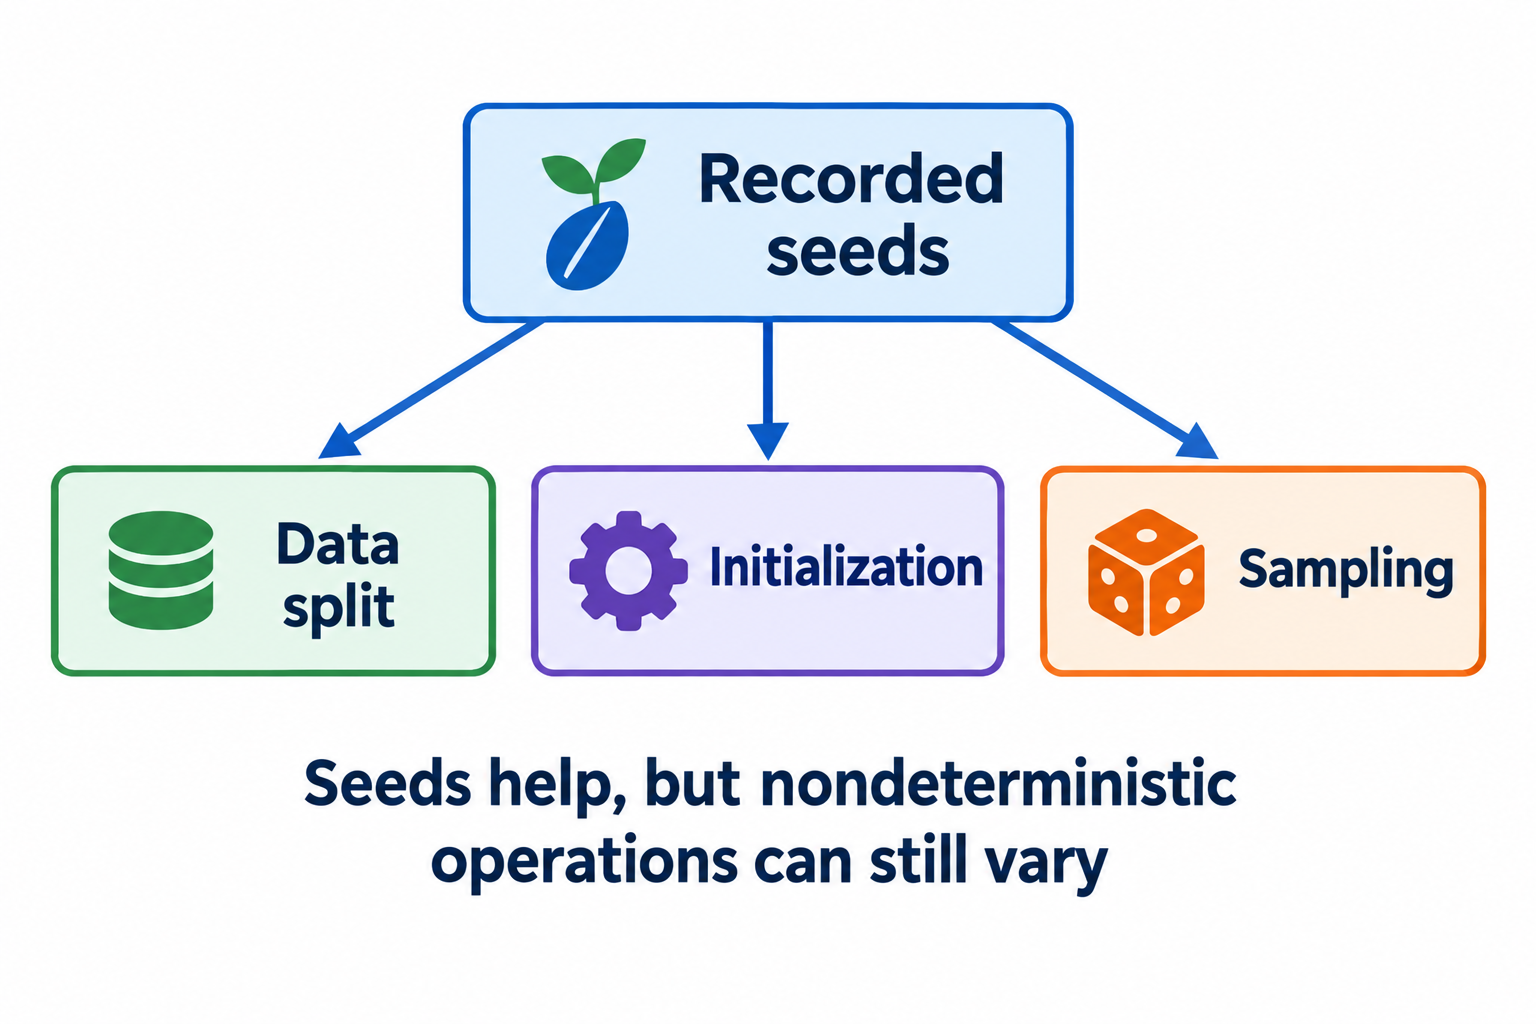 Recorded
seeds
Data
split
Initialization
Sampling
Seeds help, but nondeterministic
operations can still vary